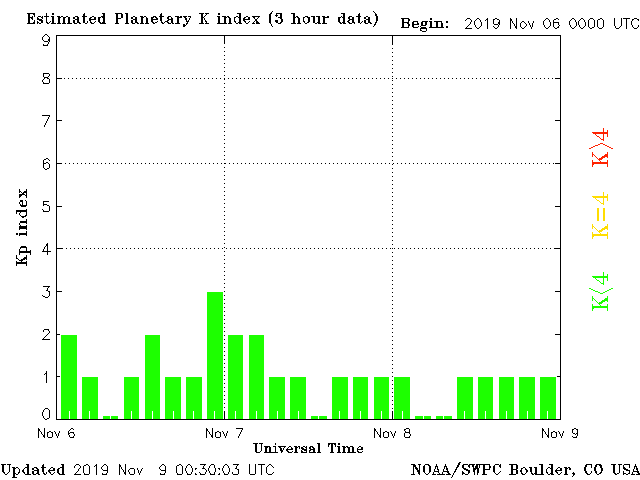 Estimated Planetary K index (3 hour data) Begin: 2019 Nov 06 0000 UTC
9
8
7
6
5
4
3
2
1
0
Kp index
K>4
K=4
K<4
Nov 6 Nov 7 Nov 8 Nov 9
Universal Time
Updated 2019 Nov 9 00:30:03 UTC NOAA/SWPC Boulder, CO USA